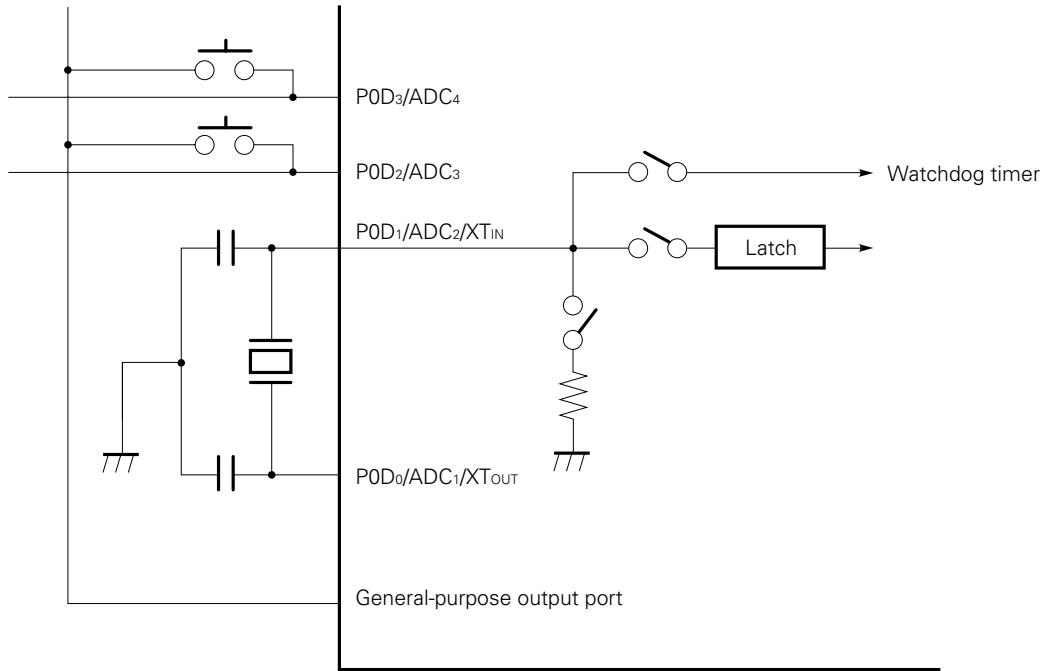 P0D₃/ADC₄
P0D₂/ADC₃
Watchdog timer
P0D₁/ADC₂/XTIN
Latch
P0D₀/ADC₁/XTOUT
General-purpose output port